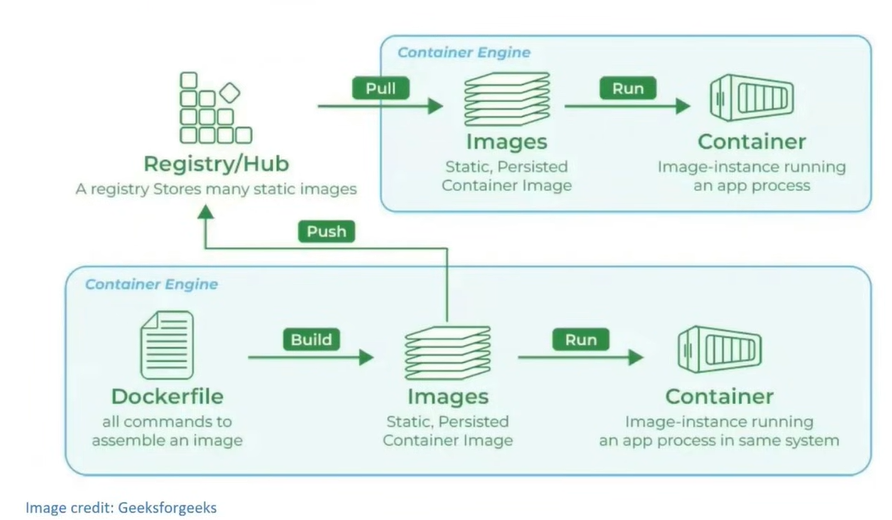 Container Engine
Pull
Run
Images
Static, Persisted
Container Image
Container
Image-instance running
an app process
Registry/Hub
A registry Stores many static images
Push
Container Engine
Build
Run
Dockerfile
all commands to
assemble an image
Images
Static, Persisted
Container Image
Container
Image-instance running
an app process in same system
Image credit: Geeksforgeeks